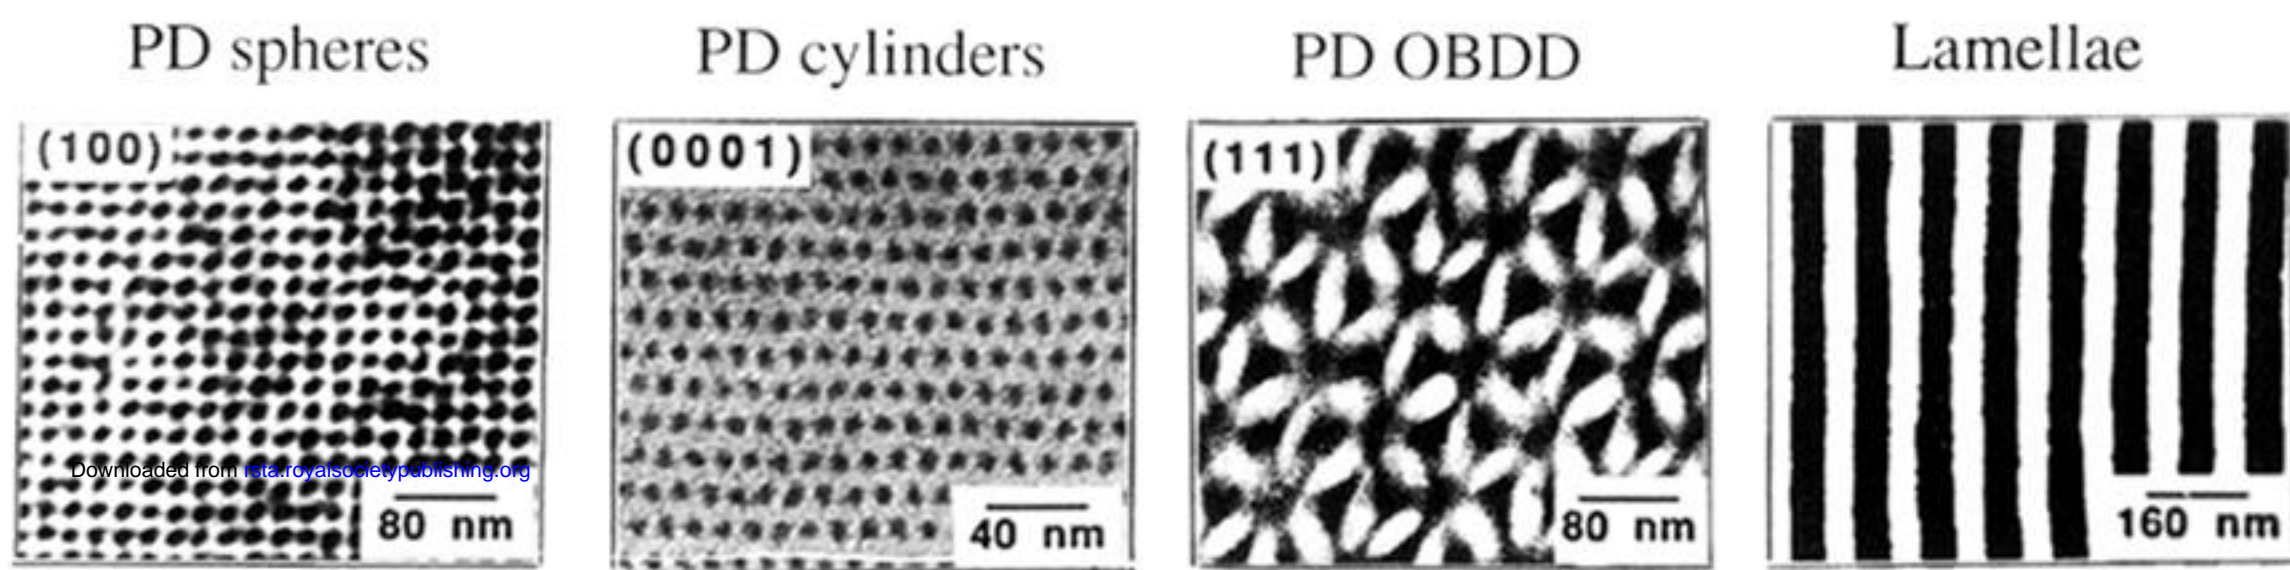 PD spheres
PD cylinders
PD OBDD
Lamellae
(100)
(0001)
(111)
Downloaded from rsta.royalsocietypublishing.org
80 nm
40 nm
80 nm
160 nm